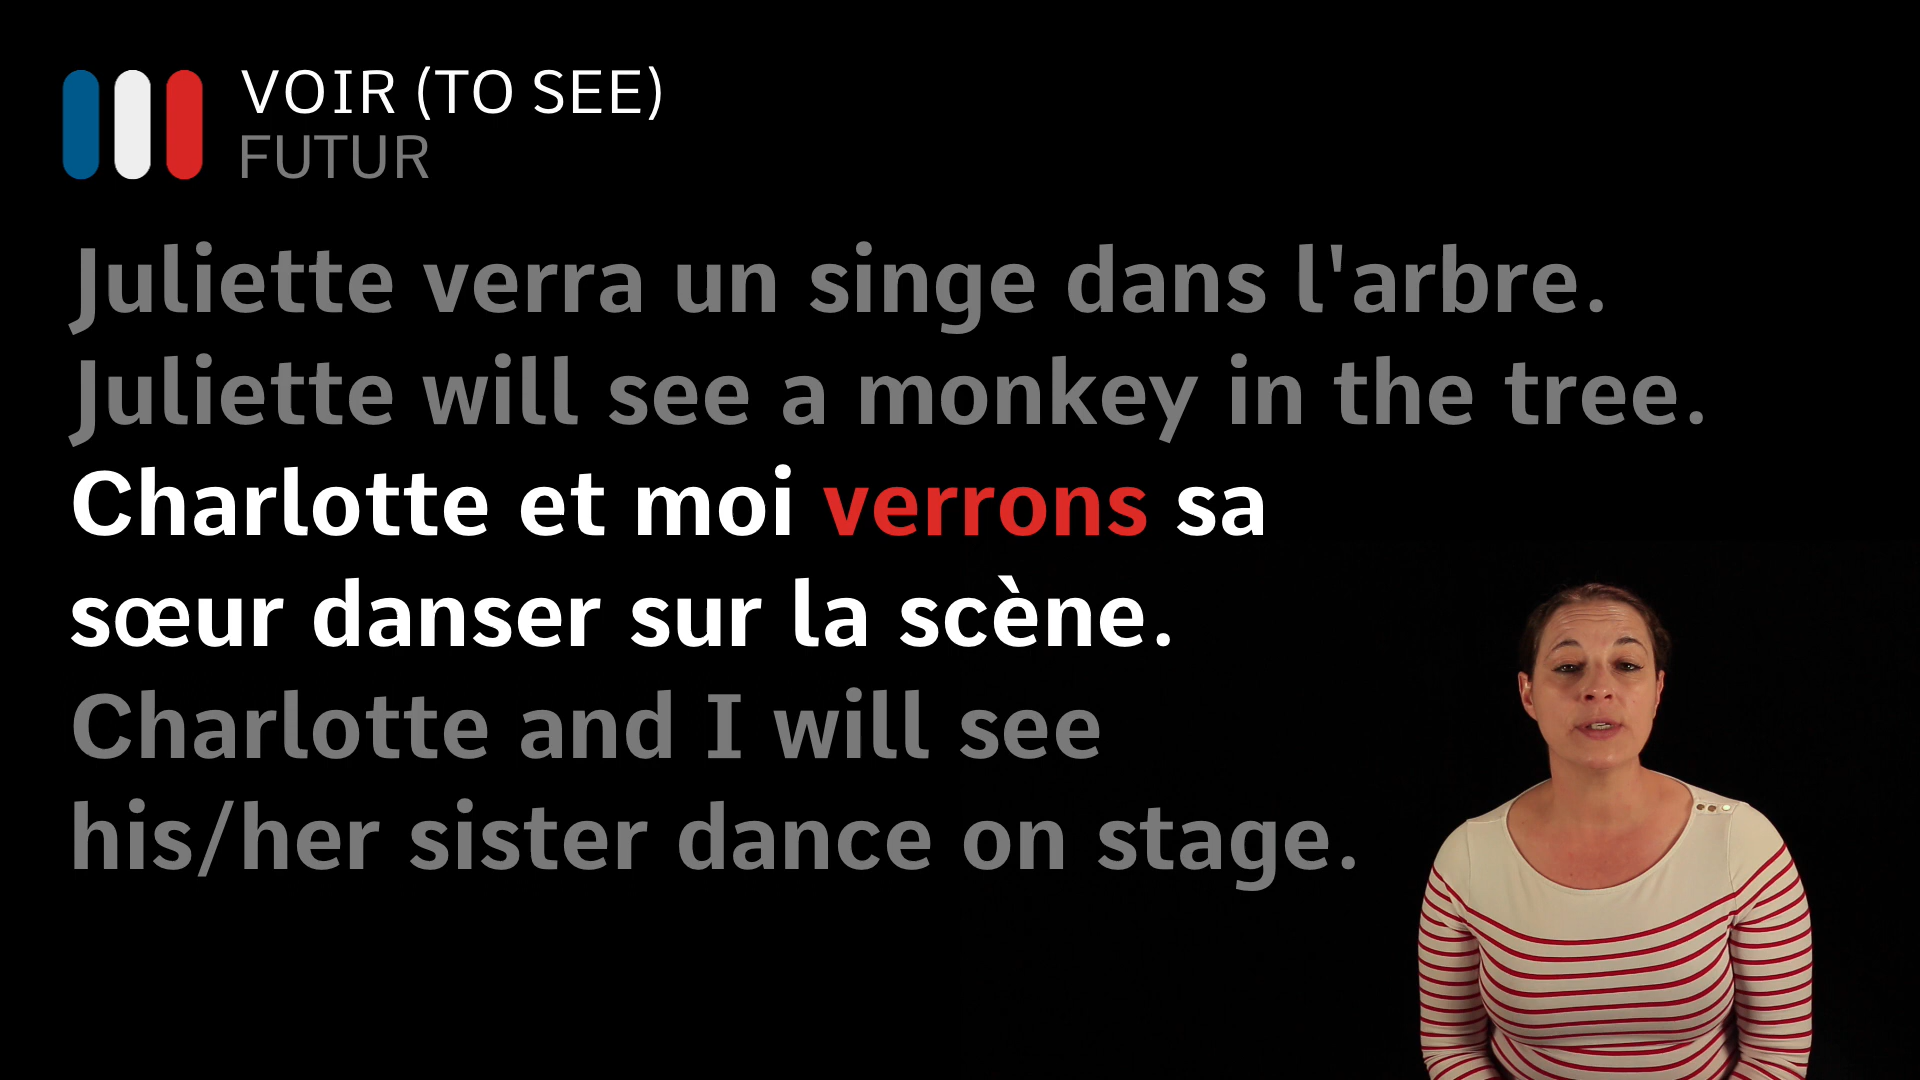 VOIR (TO SEE)
FUTUR
Juliette verra un singe dans l'arbre.
Juliette will see a monkey in the tree.
Charlotte et moi verrons sa
sœur danser sur la scène.
Charlotte and I will see
his/her sister dance on stage.